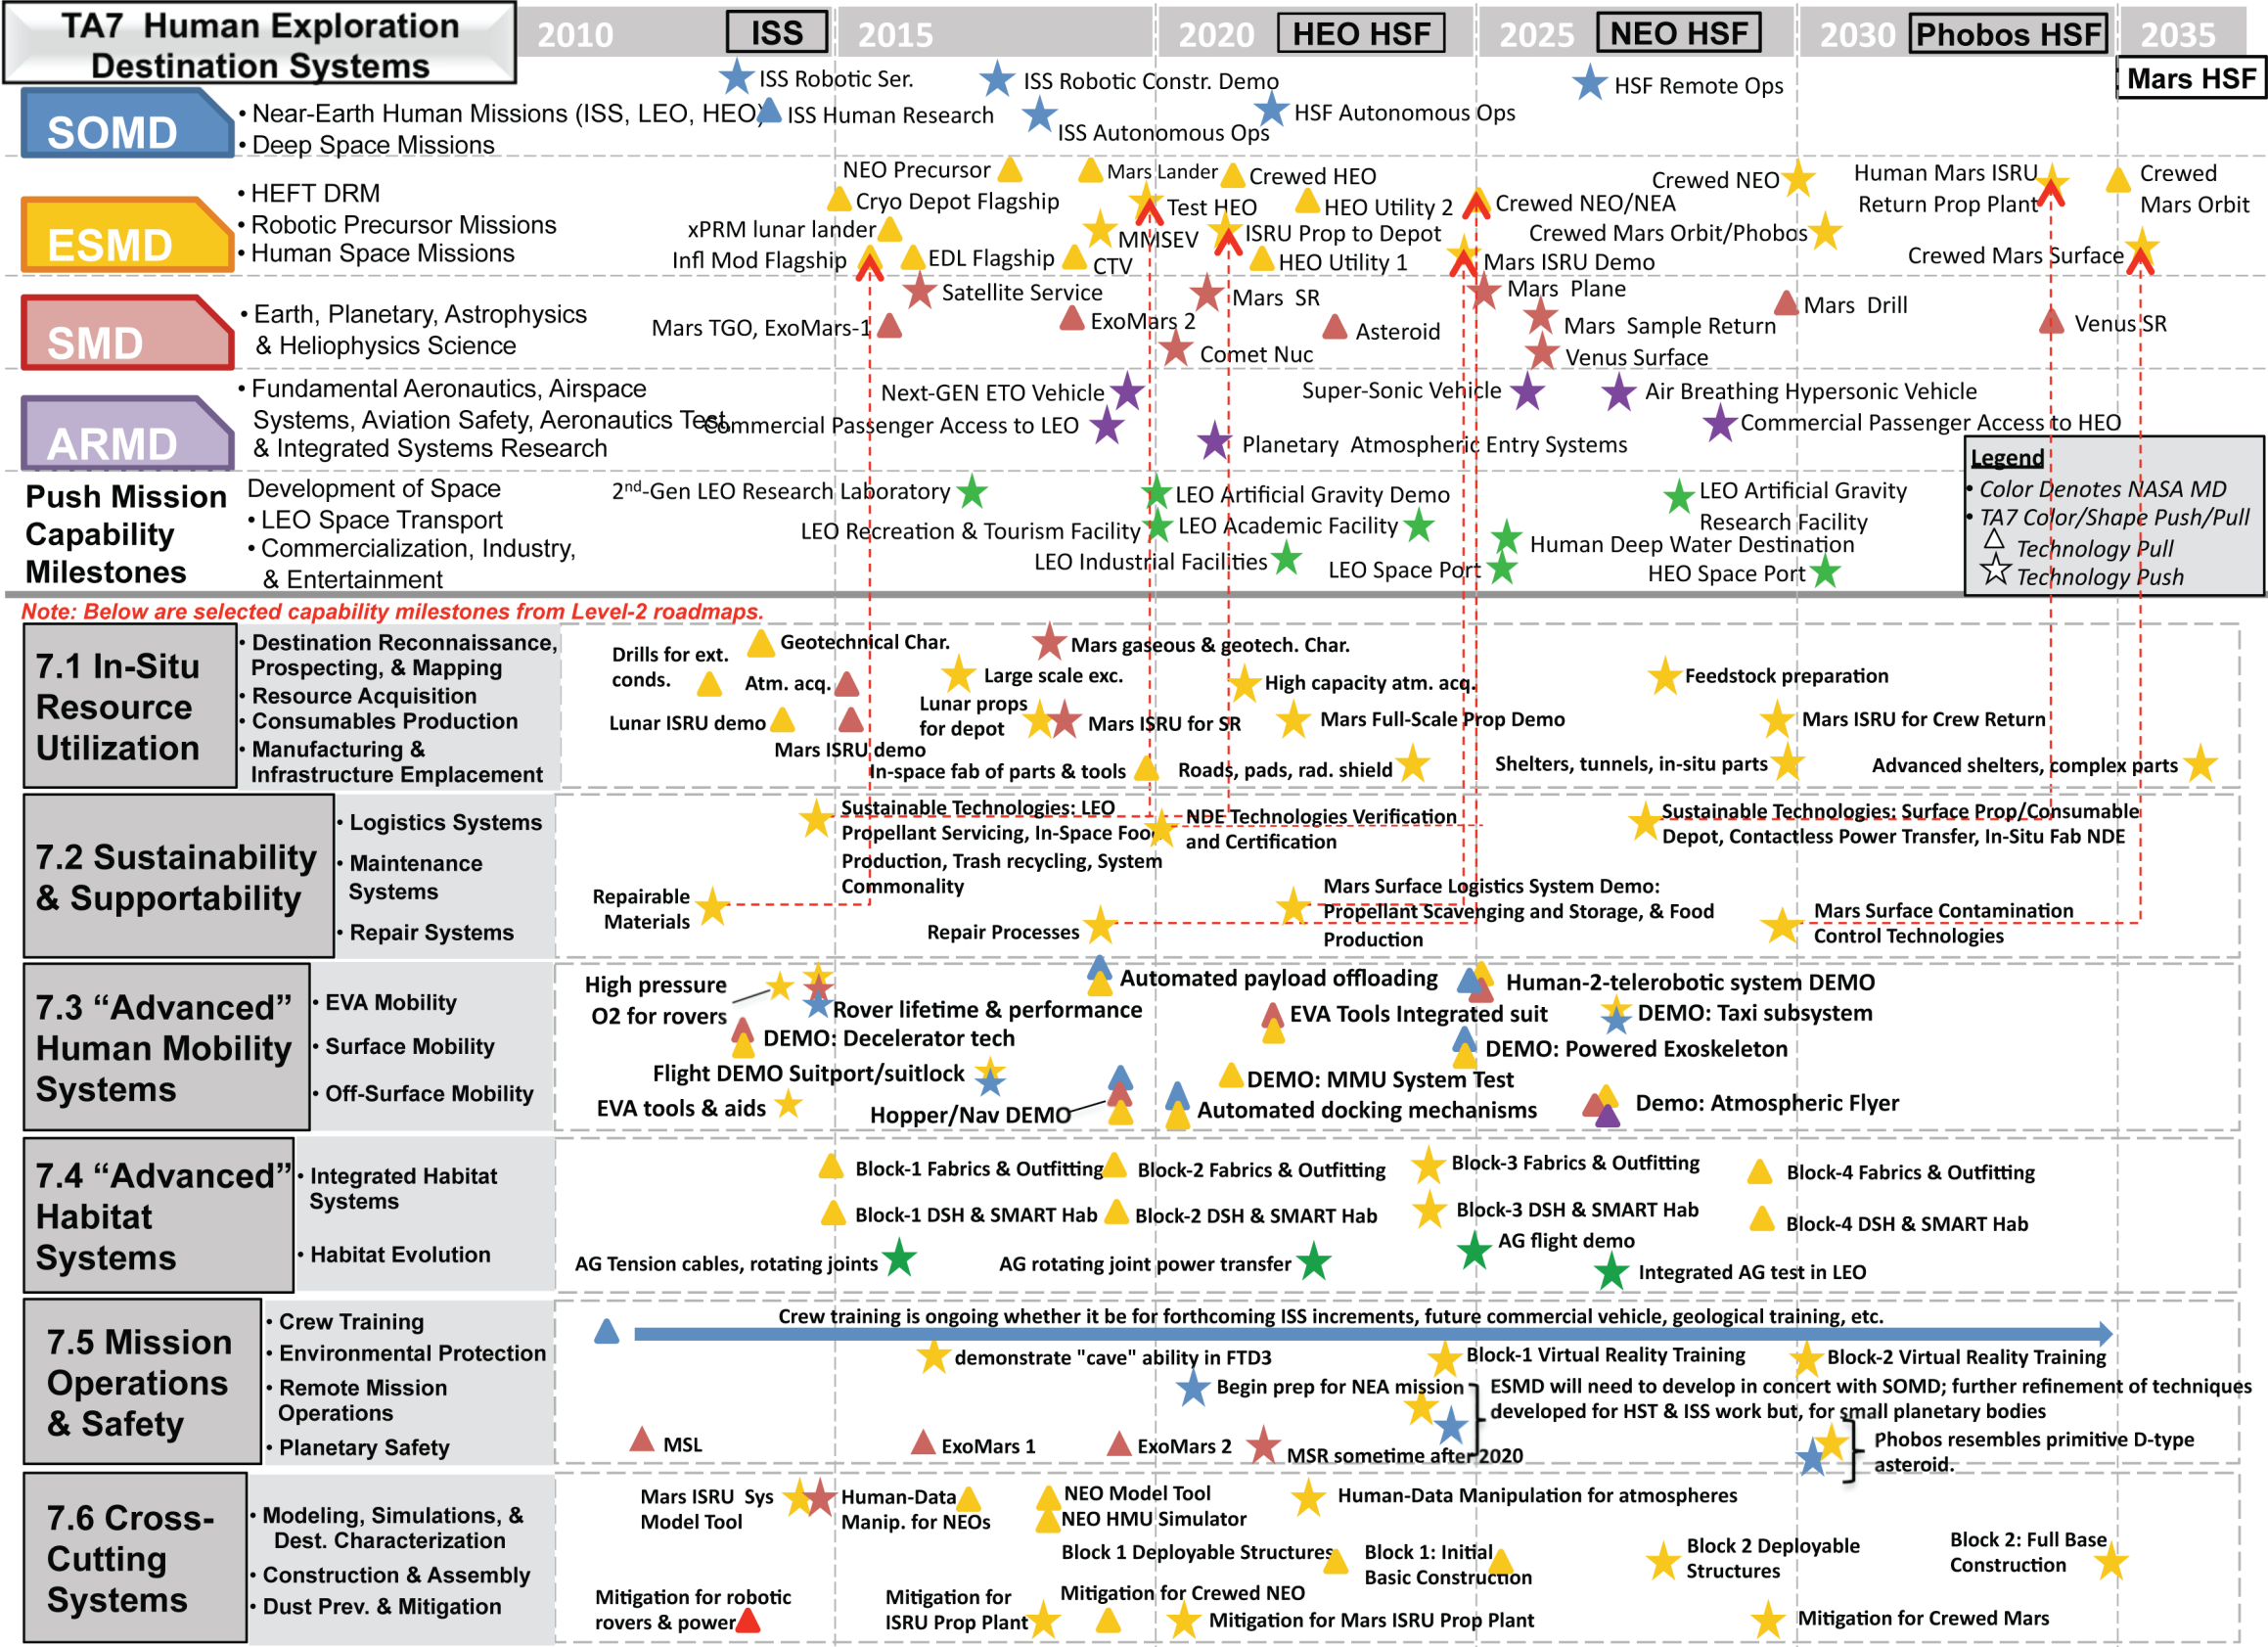 TA7 Human Exploration
Destination Systems
2010
ISS
2015
2020
HEO HSF
2025
NEO HSF
2030
Phobos HSF
2035
Mars HSF
SOMD
• Near-Earth Human Missions (ISS, LEO, HEO)
• Deep Space Missions
ISS Robotic Ser.
ISS Human Research
ISS Robotic Constr. Demo
ISS Autonomous Ops
HSF Autonomous Ops
HSF Remote Ops
ESMD
• HEFT DRM
• Robotic Precursor Missions
• Human Space Missions
NEO Precursor
Mars Lander
Crewed HEO
Crewed NEO
Human Mars ISRU
Return Prop Plant
Crewed
Mars Orbit
Cryo Depot Flagship
Test HEO
HEO Utility 2
Crewed NEO/NEA
xPRM lunar lander
MMSEV
ISRU Prop to Depot
Crewed Mars Orbit/Phobos
Infl Mod Flagship
EDL Flagship
CTV
HEO Utility 1
Mars ISRU Demo
Crewed Mars Surface
SMD
• Earth, Planetary, Astrophysics
& Heliophysics Science
Satellite Service
Mars SR
Mars Plane
Mars Drill
Mars TGO, ExoMars-1
ExoMars 2
Asteroid
Mars Sample Return
Venus SR
Comet Nuc
Venus Surface
ARMD
• Fundamental Aeronautics, Airspace
Systems, Aviation Safety, Aeronautics Test,
& Integrated Systems Research
Next-GEN ETO Vehicle
Super-Sonic Vehicle
Air Breathing Hypersonic Vehicle
Commercial Passenger Access to LEO
Commercial Passenger Access to HEO
Planetary Atmospheric Entry Systems
Push Mission
Capability
Milestones
Development of Space
• LEO Space Transport
• Commercialization, Industry,
& Entertainment
2nd-Gen LEO Research Laboratory
LEO Artificial Gravity Demo
LEO Artificial Gravity
Research Facility
LEO Recreation & Tourism Facility
LEO Academic Facility
Human Deep Water Destination
LEO Industrial Facilities
LEO Space Port
HEO Space Port
Legend
• Color Denotes NASA MD
• TA7 Color/Shape Push/Pull
Technology Pull
Technology Push
Note: Below are selected capability milestones from Level-2 roadmaps.
7.1 In-Situ
Resource
Utilization
• Destination Reconnaissance,
Prospecting, & Mapping
• Resource Acquisition
• Consumables Production
• Manufacturing &
Infrastructure Emplacement
Geotechnical Char.
Mars gaseous & geotech. Char.
Drills for ext.
conds.
Atm. acq.
Large scale exc.
High capacity atm. acq.
Feedstock preparation
Lunar ISRU demo
Mars ISRU demo
Lunar props
for depot
Mars ISRU for SR
Mars Full-Scale Prop Demo
Mars ISRU for Crew Return
In-space fab of parts & tools
Roads, pads, rad. shield
Shelters, tunnels, in-situ parts
Advanced shelters, complex parts
7.2 Sustainability
& Supportability
• Logistics Systems
• Maintenance
Systems
• Repair Systems
Sustainable Technologies: LEO
Propellant Servicing, In-Space Food
Production, Trash recycling, System
Commonality
NDE Technologies Verification
and Certification
Sustainable Technologies: Surface Prop/Consumable
Depot, Contactless Power Transfer, In-Situ Fab NDE
Repairable
Materials
Repair Processes
Mars Surface Logistics System Demo:
Propellant Scavenging and Storage, & Food
Production
Mars Surface Contamination
Control Technologies
7.3 “Advanced”
Human Mobility
Systems
• EVA Mobility
• Surface Mobility
• Off-Surface Mobility
High pressure
O2 for rovers
Rover lifetime & performance
Automated payload offloading
Human-2-telerobotic system DEMO
DEMO: Decelerator tech
EVA Tools Integrated suit
DEMO: Taxi subsystem
DEMO: Powered Exoskeleton
Flight DEMO Suitport/suitlock
DEMO: MMU System Test
EVA tools & aids
Hopper/Nav DEMO
Automated docking mechanisms
Demo: Atmospheric Flyer
7.4 “Advanced”
Habitat
Systems
• Integrated Habitat
Systems
• Habitat Evolution
Block-1 Fabrics & Outfitting
Block-2 Fabrics & Outfitting
Block-3 Fabrics & Outfitting
Block-4 Fabrics & Outfitting
Block-1 DSH & SMART Hab
Block-2 DSH & SMART Hab
Block-3 DSH & SMART Hab
Block-4 DSH & SMART Hab
AG Tension cables, rotating joints
AG rotating joint power transfer
AG flight demo
Integrated AG test in LEO
7.5 Mission
Operations
& Safety
• Crew Training
• Environmental Protection
• Remote Mission
Operations
• Planetary Safety
Crew training is ongoing whether it be for forthcoming ISS increments, future commercial vehicle, geological training, etc.
demonstrate "cave" ability in FTD3
Block-1 Virtual Reality Training
Block-2 Virtual Reality Training
Begin prep for NEA mission
ESMD will need to develop in concert with SOMD; further refinement of techniques
developed for HST & ISS work but, for small planetary bodies
MSL
ExoMars 1
ExoMars 2
MSR sometime after 2020
Phobos resembles primitive D-type
asteroid.
7.6 Cross-
Cutting
Systems
• Modeling, Simulations, &
Dest. Characterization
• Construction & Assembly
• Dust Prev. & Mitigation
Mars ISRU Sys
Model Tool
Human-Data
Manip. for NEOs
NEO Model Tool
NEO HMU Simulator
Human-Data Manipulation for atmospheres
Block 1 Deployable Structures
Block 1: Initial
Basic Construction
Block 2 Deployable
Structures
Block 2: Full Base
Construction
Mitigation for robotic
rovers & power
Mitigation for
ISRU Prop Plant
Mitigation for Crewed NEO
Mitigation for Mars ISRU Prop Plant
Mitigation for Crewed Mars